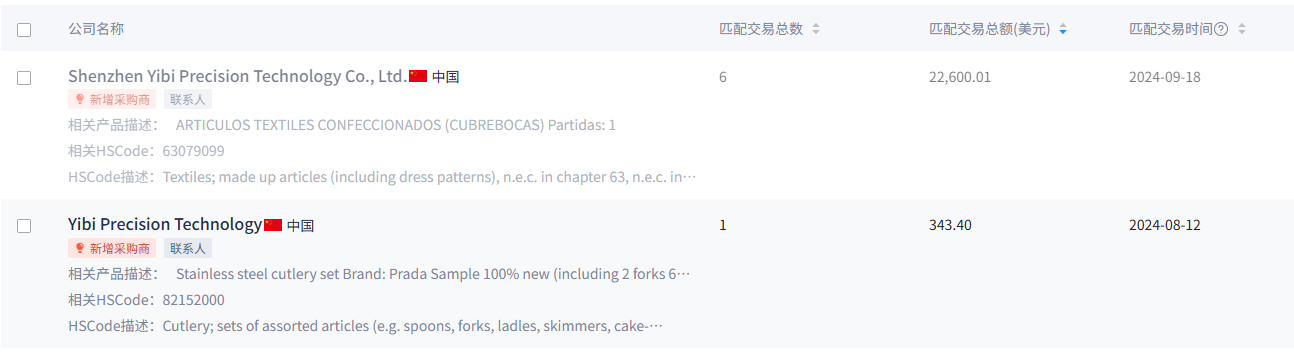 公司名称 匹配交易总数 匹配交易总额(美元) 匹配交易时间
Shenzhen Yibi Precision Technology Co., Ltd. 中国 6 22,600.01 2024-09-18
新增采购商 联系人
相关产品描述： ARTICULOS TEXTILES CONFECCIONADOS (CUBREBOCAS) Partidas: 1
相关HSCode：63079099
HSCode描述：Textiles; made up articles (including dress patterns), n.e.c. in chapter 63, n.e.c. in…
Yibi Precision Technology 中国 1 343.40 2024-08-12
新增采购商 联系人
相关产品描述： Stainless steel cutlery set Brand: Prada Sample 100% new (including 2 forks 6…
相关HSCode：82152000
HSCode描述：Cutlery; sets of assorted articles (e.g. spoons, forks, ladles, skimmers, cake-…